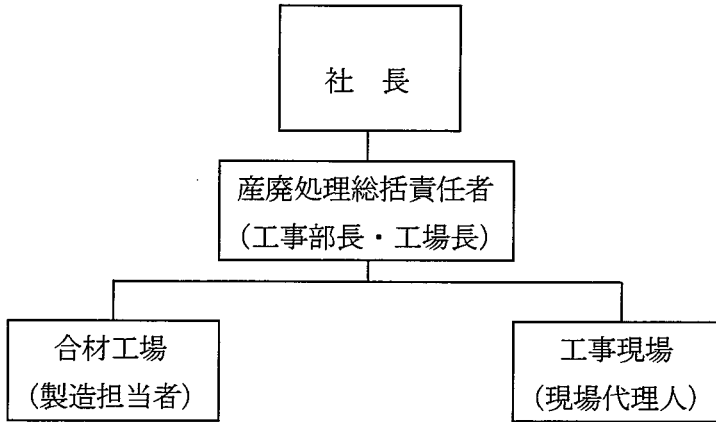 社　長
産廃処理総括責任者
（工事部長・工場長）
合材工場
（製造担当者）
工事現場
（現場代理人）